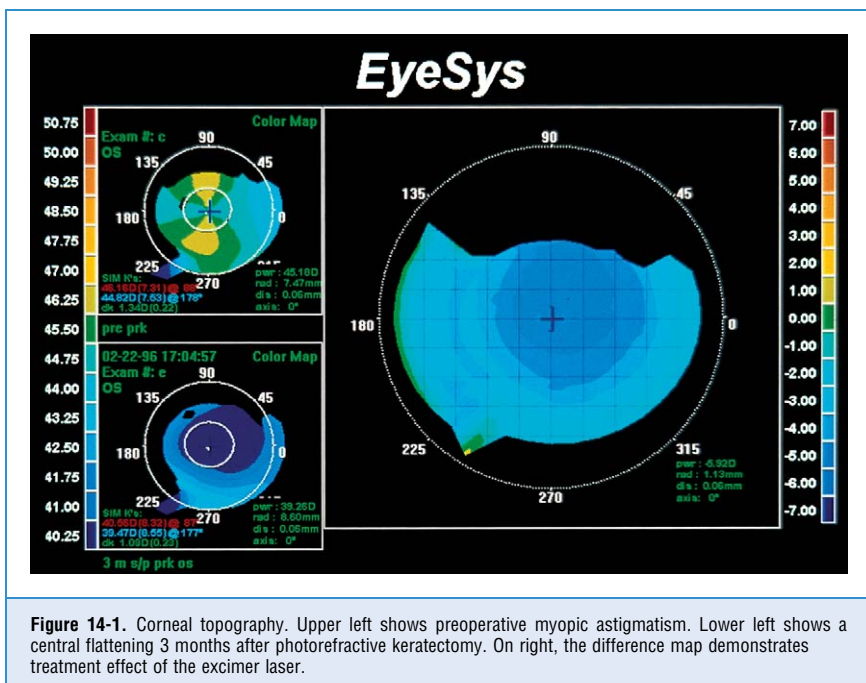 EyeSys
50.75
50.00
49.25
48.50
47.75
47.00
46.25
45.50
44.75
44.00
43.25
42.50
41.75
41.00
40.25
Color Map
Exam #: c
OS
90
135
45
180
0
225
270
SIM K's:
46.16D(7.31) @ 88°
44.82D(7.53) @ 178°
dk 1.34D(0.22)
pwr : 45.18D
rad : 7.47mm
dis : 0.06mm
axis: 0°
pre prk
02-22-96 17:04:57
Color Map
Exam #: e
OS
90
135
45
180
0
225
270
SIM K's:
40.56D(8.32) @ 87°
39.47D(8.55) @ 177°
dk 1.09D(0.23)
pwr : 39.26D
rad : 8.60mm
dis : 0.05mm
axis: 0°
3 m s/p prk os
90
135
45
180
0
225
315
270
pwr : -5.92D
rad : 1.13mm
dis : 0.06mm
axis: 0°
7.00
6.00
5.00
4.00
3.00
2.00
1.00
0.00
-1.00
-2.00
-3.00
-4.00
-5.00
-6.00
-7.00
Figure 14-1. Corneal topography. Upper left shows preoperative myopic astigmatism. Lower left shows a
central flattening 3 months after photorefractive keratectomy. On right, the difference map demonstrates
treatment effect of the excimer laser.